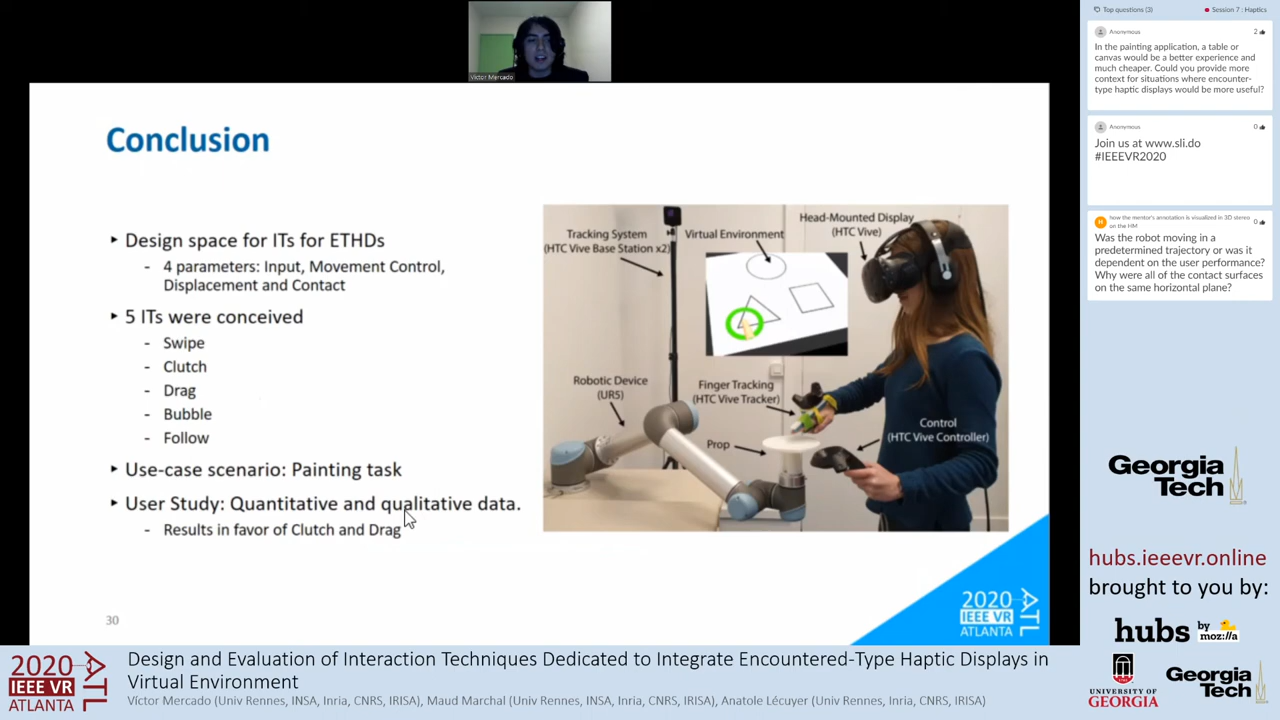 Victor Mercado
Conclusion
‣ Design space for ITs for ETHDs
- 4 parameters: Input, Movement Control,
Displacement and Contact
‣ 5 ITs were conceived
- Swipe
- Clutch
- Drag
- Bubble
- Follow
‣ Use-case scenario: Painting task
‣ User Study: Quantitative and qualitative data.
- Results in favor of Clutch and Drag
30
Tracking System
(HTC Vive Base Station x2)
Virtual Environment
Head-Mounted Display
(HTC Vive)
Robotic Device
(UR5)
Finger Tracking
(HTC Vive Tracker)
Prop
Control
(HTC Vive Controller)
2020
IEEE VR
ATLANTA
ATL
Top questions (3)
Session 7 : Haptics
Anonymous
2
In the painting application, a table or
canvas would be a better experience and
much cheaper. Could you provide more
context for situations where encounter-
type haptic displays would be more useful?
Anonymous
0
Join us at www.sli.do
#IEEEVR2020
H
how the mentor's annotation is visualized in 3D stereo
on the HM
0
Was the robot moving in a
predetermined trajectory or was it
dependent on the user performance?
Why were all of the contact surfaces
on the same horizontal plane?
Georgia
Tech
hubs.ieeevr.online
brought to you by:
hubs by
moz://a
UNIVERSITY OF
GEORGIA
Georgia
Tech
2020
IEEE VR
ATLANTA
ATL
Design and Evaluation of Interaction Techniques Dedicated to Integrate Encountered-Type Haptic Displays in
Virtual Environment
Víctor Mercado (Univ Rennes, INSA, Inria, CNRS, IRISA), Maud Marchal (Univ Rennes, INSA, Inria, CNRS, IRISA), Anatole Lécuyer (Univ Rennes, Inria, CNRS, IRISA)